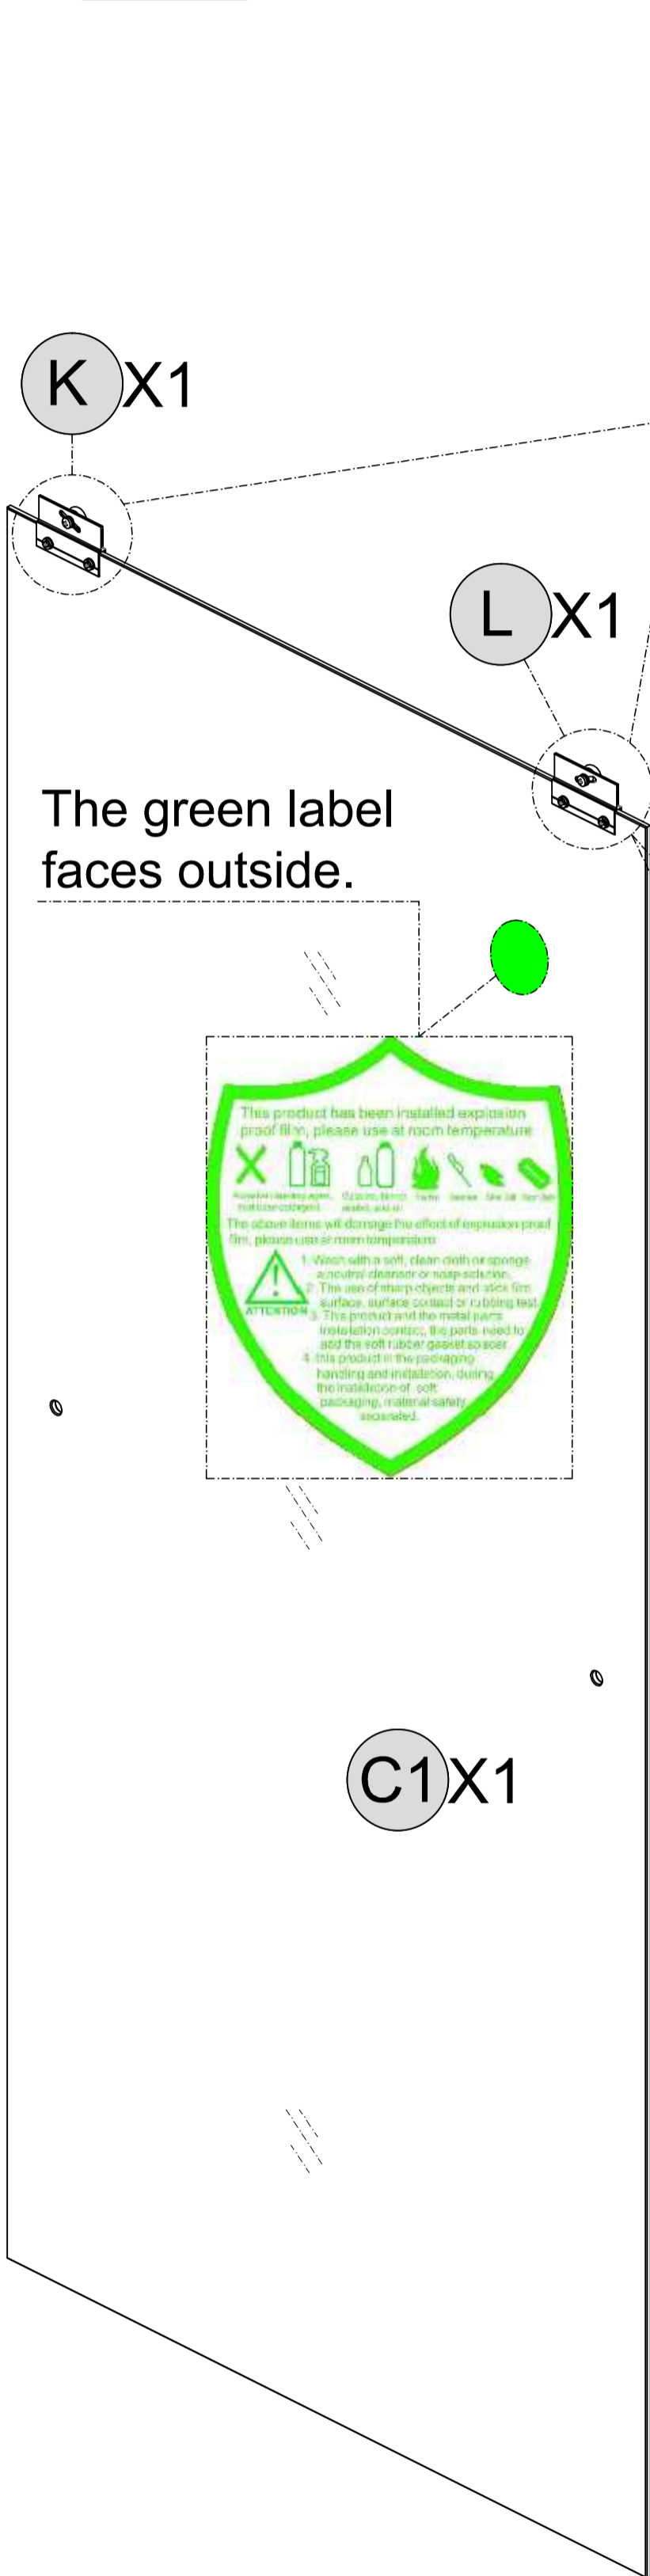 K X1
L X1
The green label
faces outside.
This product has been installed explosion
proof film, please use at room temperature
The above items will damage the effect of explosion proof
film, please use at room temperature
ATTENTION
1. Wash with a soft, clean cloth or sponge
a neutral cleanser or soap solution.
2. The use of sharp objects and stick film
surface, surface contact or rubbing test.
3. This product and the metal parts
installation contact, the parts need to
add the soft rubber gasket spacer.
4. this product in the packaging
handling and installation, during
the installation of soft
packaging, material safety
separated.
C1 X1